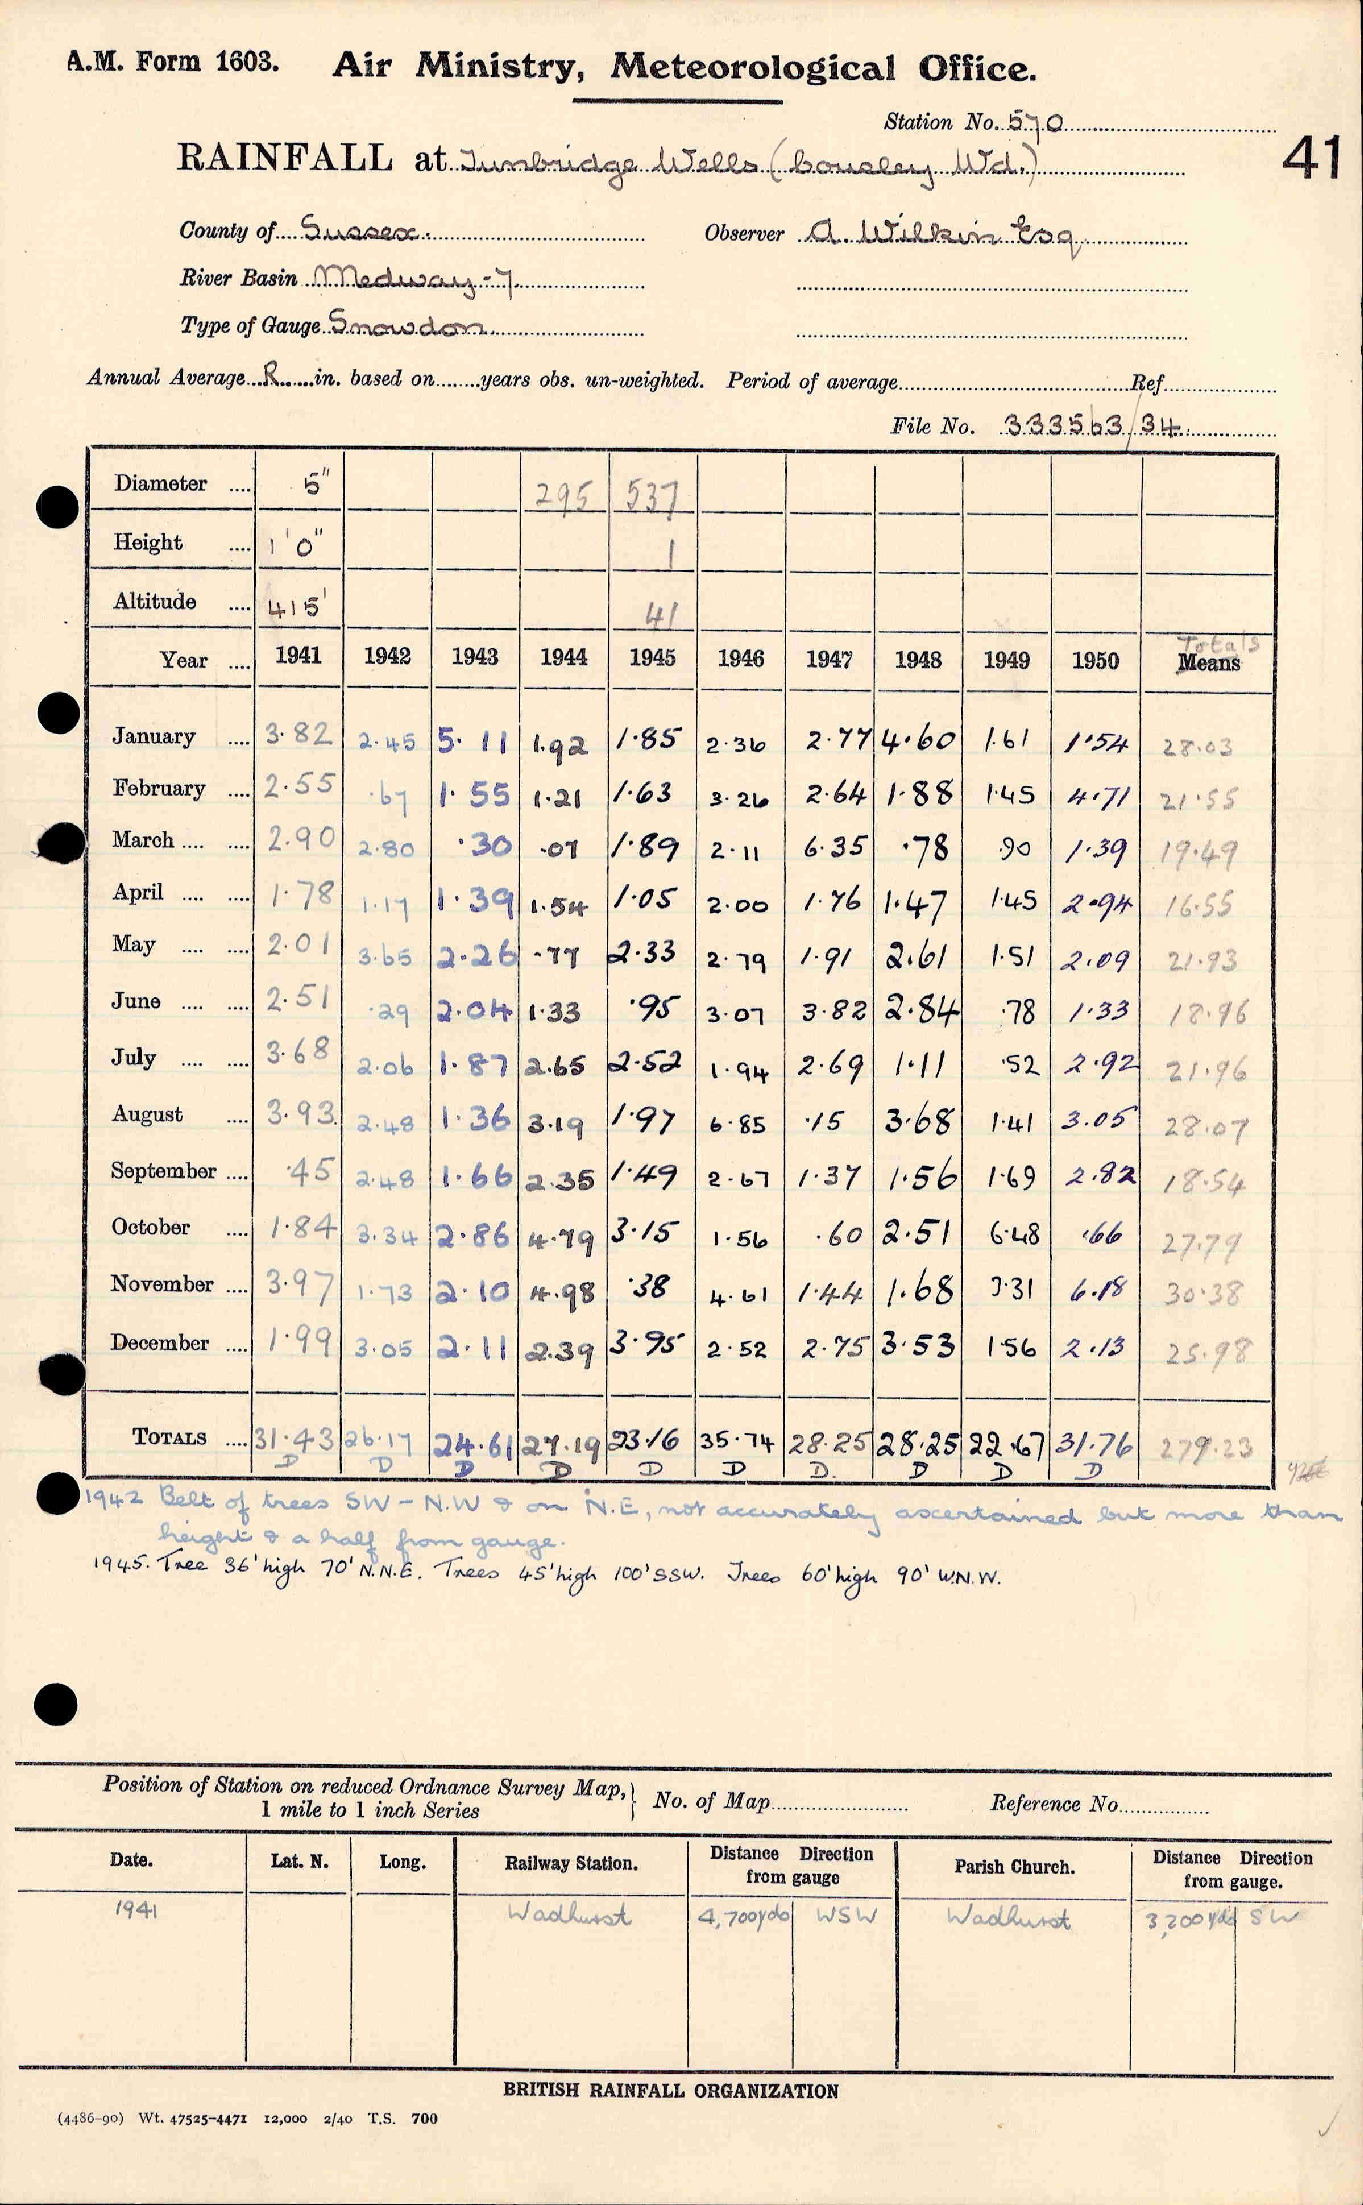 A.M. Form 1603. Air Ministry, Meteorological Office.
Station No. 570
41
RAINFALL at Tunbridge Wells (Cousley Wd.)
County of Sussex. Observer A. Wilkin Esq
River Basin Medway-7
Type of Gauge Snowdon
Annual Average R in. based on years obs. un-weighted. Period of average Ref
File No. 333563/34
Diameter .... 5" 295 537
Height .... 1'0" 1
Altitude .... 415' 41
Totals
Year .... 1941 1942 1943 1944 1945 1946 1947 1948 1949 1950 Means
January .... 3.82 2.45 5.11 1.92 1.85 2.36 2.77 4.60 1.61 1.54 28.03
February .... 2.55 .67 1.55 1.21 1.63 3.26 2.64 1.88 1.45 4.71 21.55
March .... .... 2.90 2.80 .30 .07 1.89 2.11 6.35 .78 .90 1.39 19.49
April .... .... 1.78 1.17 1.39 1.54 1.05 2.00 1.76 1.47 1.45 2.94 16.55
May .... .... 2.01 3.65 2.26 .77 2.33 2.79 1.91 2.61 1.51 2.09 21.93
June .... .... 2.51 .29 2.04 1.33 .95 3.07 3.82 2.84 .78 1.33 18.96
July .... .... 3.68 2.06 1.87 2.65 2.52 1.94 2.69 1.11 .52 2.92 21.96
August .... 3.93 2.48 1.36 3.19 1.97 6.85 .15 3.68 1.41 3.05 28.07
September .... .45 2.48 1.66 2.35 1.49 2.67 1.37 1.56 1.69 2.82 18.54
October .... 1.84 3.34 2.86 4.79 3.15 1.56 .60 2.51 6.48 .66 27.79
November .... 3.97 1.73 2.10 4.98 .38 4.61 1.44 1.68 3.31 6.18 30.38
December .... 1.99 3.05 2.11 2.39 3.95 2.52 2.75 3.53 1.56 2.13 25.98
TOTALS .... 31.43 26.17 24.61 27.19 23.16 35.74 28.25 28.25 22.67 31.76 279.23
D D D D D D D. D D D
1942 Belt of trees SW - N.W & on N.E, not accurately ascertained but more than
height & a half from gauge.
1945. Tree 36' high 70' N.N.E. Trees 45' high 100' SSW. Trees 60' high 90' W.N.W.
Position of Station on reduced Ordnance Survey Map, 1 mile to 1 inch Series } No. of Map Reference No.
Date. Lat. N. Long. Railway Station. Distance Direction from gauge Parish Church. Distance Direction from gauge.
1941 Wadhurst 4,700yds WSW Wadhurst 3,200yds SW
BRITISH RAINFALL ORGANIZATION
(4486-90) Wt. 47525-4471 12,000 2/40 T.S. 700